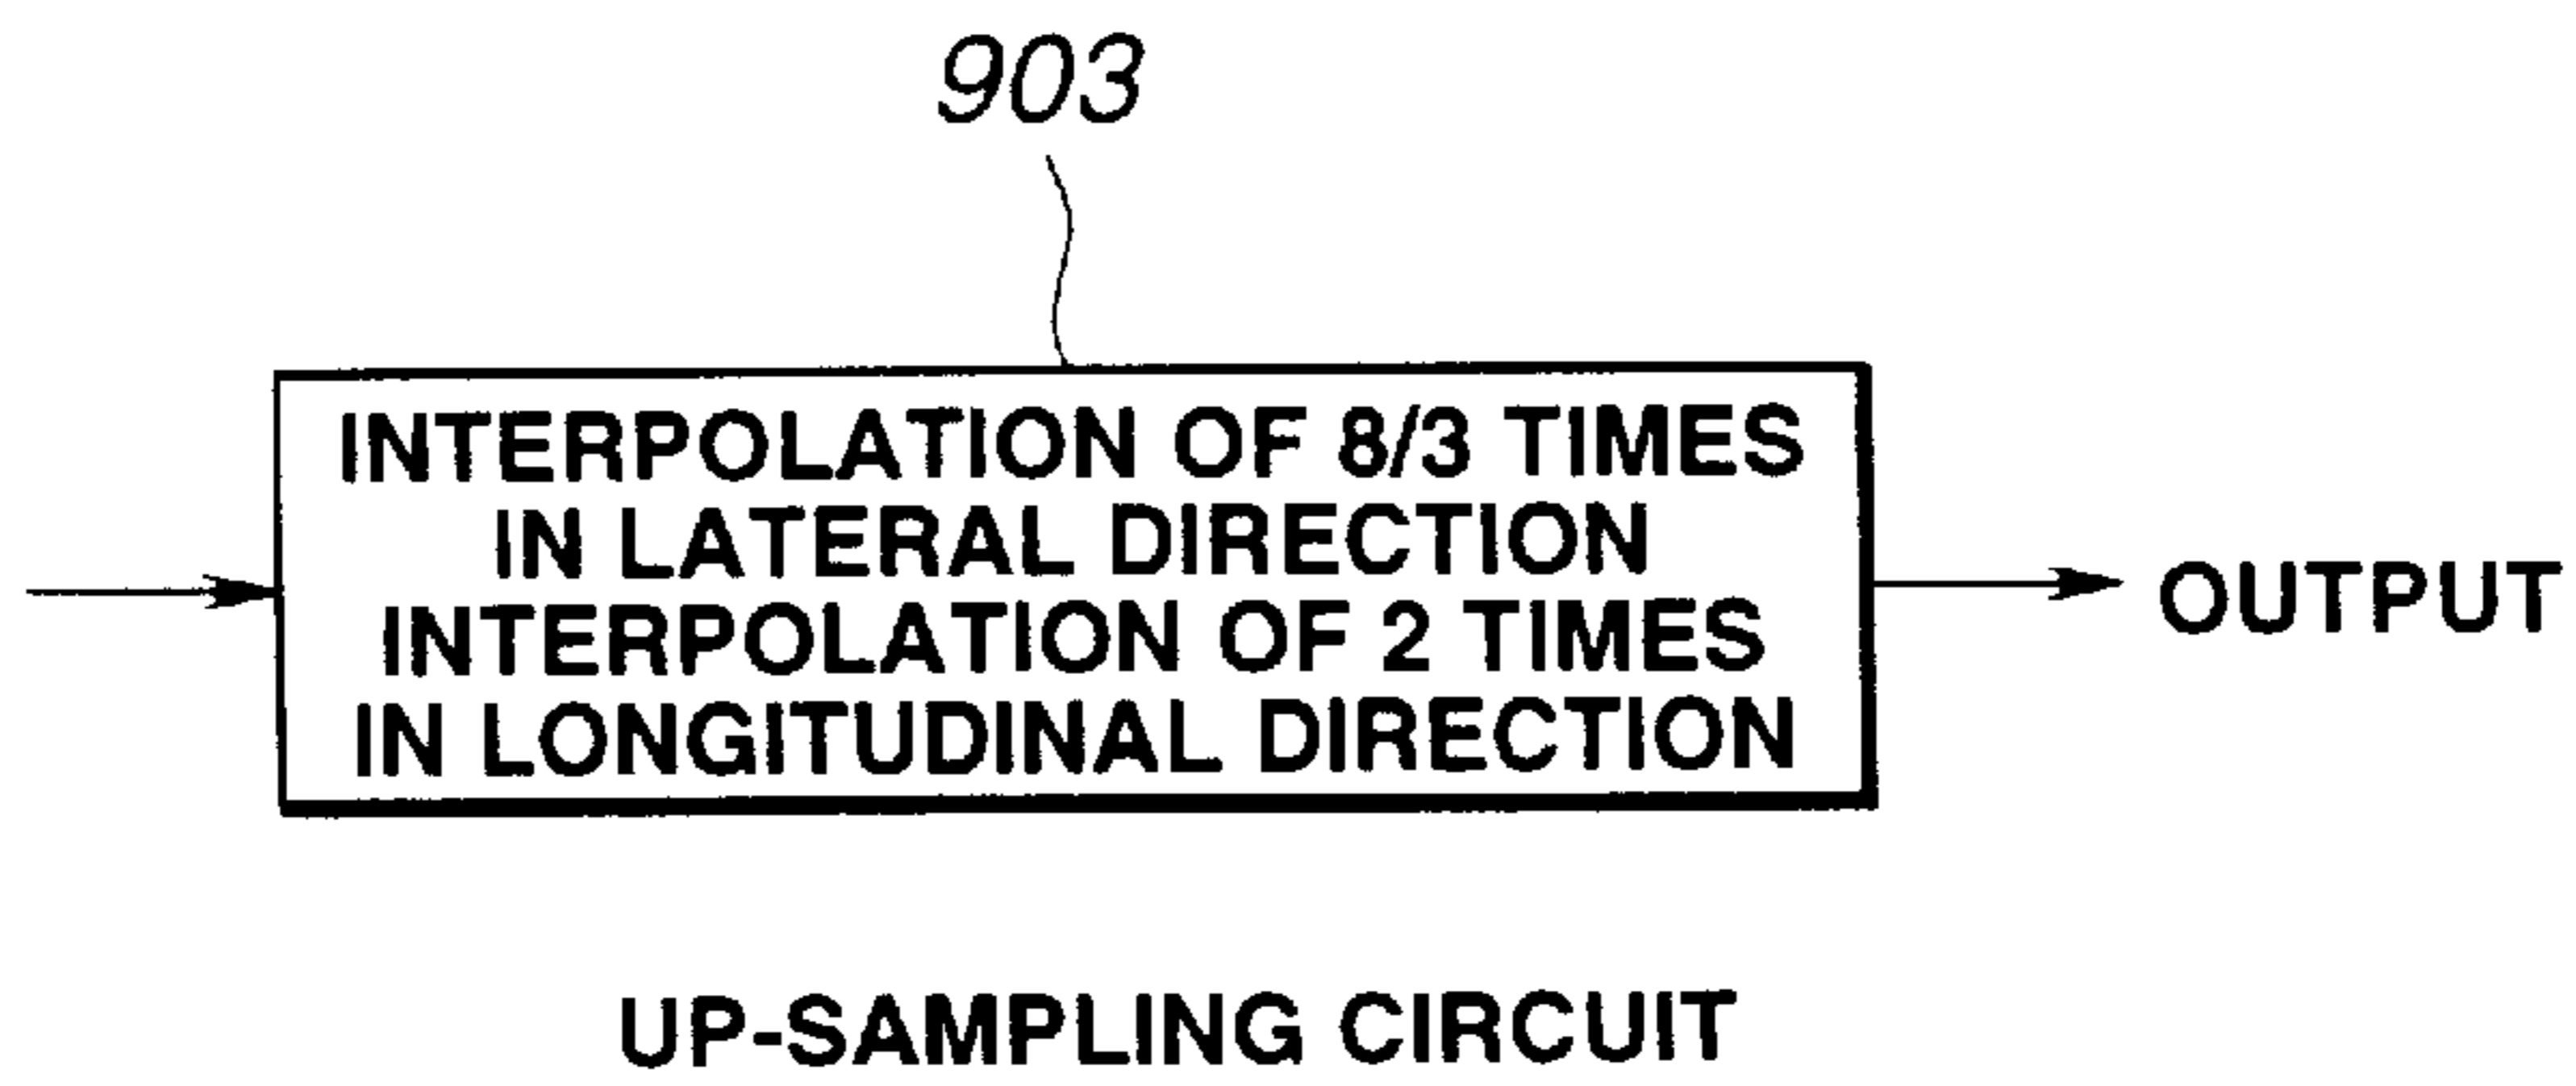 903
INTERPOLATION OF 8/3 TIMES
IN LATERAL DIRECTION
INTERPOLATION OF 2 TIMES
IN LONGITUDINAL DIRECTION
OUTPUT
UP-SAMPLING CIRCUIT